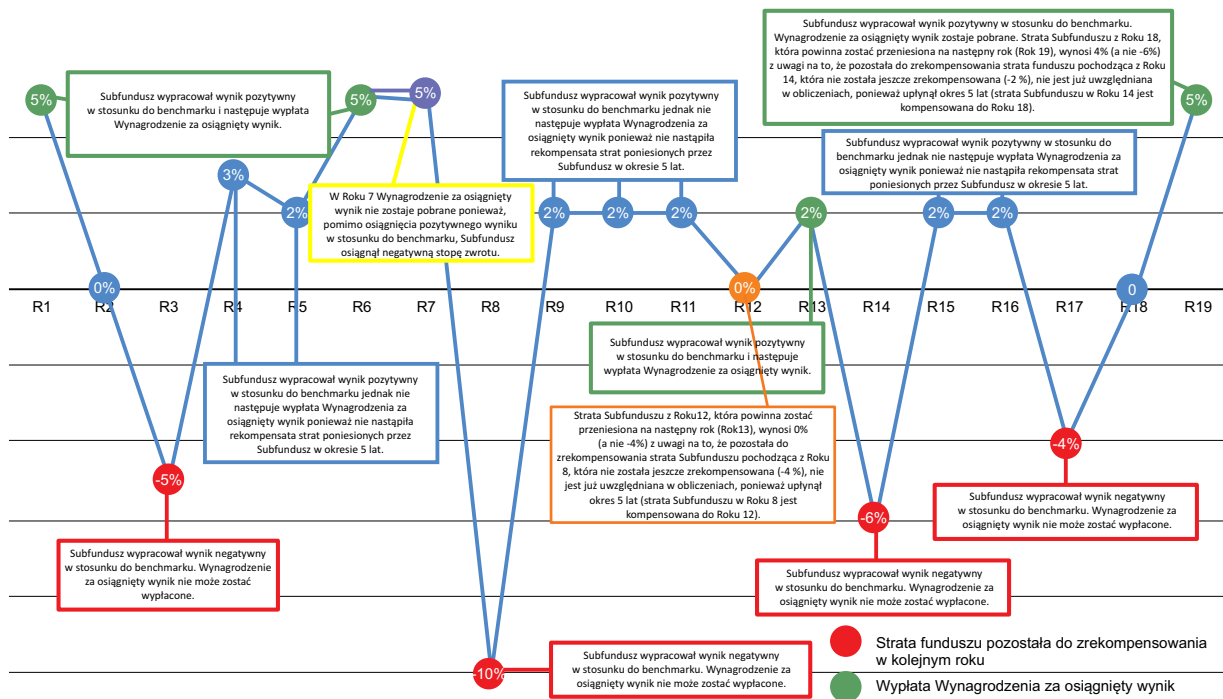 Subfundusz wypracował wynik pozytywny
w stosunku do benchmarku i następuje wypłata
Wynagrodzenie za osiągnięty wynik.
Subfundusz wypracował wynik pozytywny
w stosunku do benchmarku jednak nie
następuje wypłata Wynagrodzenia za
osiągnięty wynik ponieważ nie nastąpiła
rekompensata strat poniesionych przez
Subfundusz w okresie 5 lat.
Subfundusz wypracował wynik pozytywny w stosunku do benchmarku.
Wynagrodzenie za osiągnięty wynik zostaje pobrane. Strata Subfunduszu z Roku 18,
która powinna zostać przeniesiona na następny rok (Rok 19), wynosi 4% (a nie -6%)
z uwagi na to, że pozostała do zrekompensowania strata funduszu pochodząca z Roku
14, która nie została jeszcze zrekompensowana (-2 %), nie jest już uwzględniana
w obliczeniach, ponieważ upłynął okres 5 lat (strata Subfunduszu w Roku 14 jest
kompensowana do Roku 18).
Subfundusz wypracował wynik pozytywny w stosunku do
benchmarku jednak nie następuje wypłata Wynagrodzenia za
osiągnięty wynik ponieważ nie nastąpiła rekompensata strat
poniesionych przez Subfundusz w okresie 5 lat.
W Roku 7 Wynagrodzenie za osiągnięty
wynik nie zostaje pobrane ponieważ,
pomimo osiągnięcia pozytywnego wyniku
w stosunku do benchmarku, Subfundusz
osiągnął negatywną stopę zwrotu.
5%
0%
-5%
3%
2%
5%
5%
-10%
2%
2%
2%
0%
2%
-6%
2%
2%
-4%
0
5%
R1
R2
R3
R4
R5
R6
R7
R8
R9
R10
R11
R12
R13
R14
R15
R16
R17
R18
R19
Subfundusz wypracował wynik pozytywny
w stosunku do benchmarku i następuje
wypłata Wynagrodzenie za osiągnięty wynik.
Subfundusz wypracował wynik pozytywny
w stosunku do benchmarku jednak nie
następuje wypłata Wynagrodzenia za
osiągnięty wynik ponieważ nie nastąpiła
rekompensata strat poniesionych przez
Subfundusz w okresie 5 lat.
Strata Subfunduszu z Roku12, która powinna zostać
przeniesiona na następny rok (Rok13), wynosi 0%
(a nie -4%) z uwagi na to, że pozostała do
zrekompensowania strata Subfunduszu pochodząca z Roku
8, która nie została jeszcze zrekompensowana (-4 %), nie
jest już uwzględniana w obliczeniach, ponieważ upłynął
okres 5 lat (strata Subfunduszu w Roku 8 jest
kompensowana do Roku 12).
Subfundusz wypracował wynik negatywny
w stosunku do benchmarku. Wynagrodzenie za
osiągnięty wynik nie może zostać wypłacone.
Subfundusz wypracował wynik negatywny
w stosunku do benchmarku. Wynagrodzenie
za osiągnięty wynik nie może zostać
wypłacone.
Subfundusz wypracował wynik negatywny
w stosunku do benchmarku. Wynagrodzenie za
osiągnięty wynik nie może zostać wypłacone.
Subfundusz wypracował wynik negatywny
w stosunku do benchmarku. Wynagrodzenie za
osiągnięty wynik nie może zostać wypłacone.
Strata funduszu pozostała do zrekompensowania
w kolejnym roku
Wypłata Wynagrodzenia za osiągnięty wynik